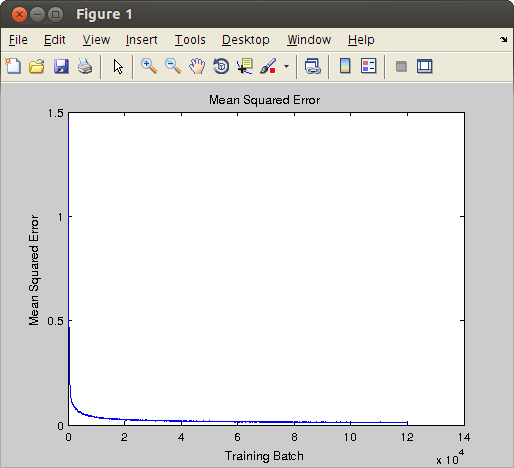 Figure 1
File Edit View Insert Tools Desktop Window Help
Mean Squared Error
Mean Squared Error
1.5
1
0.5
0
0 2 4 6 8 10 12 14
Training Batch
x 10^4